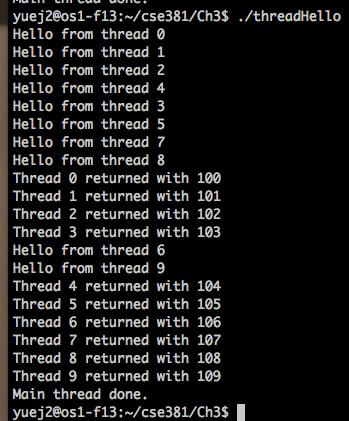 Main thread done.
yuej2@os1-f13:~/cse381/Ch3$ ./threadHello
Hello from thread 0
Hello from thread 1
Hello from thread 2
Hello from thread 4
Hello from thread 3
Hello from thread 5
Hello from thread 7
Hello from thread 8
Thread 0 returned with 100
Thread 1 returned with 101
Thread 2 returned with 102
Thread 3 returned with 103
Hello from thread 6
Hello from thread 9
Thread 4 returned with 104
Thread 5 returned with 105
Thread 6 returned with 106
Thread 7 returned with 107
Thread 8 returned with 108
Thread 9 returned with 109
Main thread done.
yuej2@os1-f13:~/cse381/Ch3$